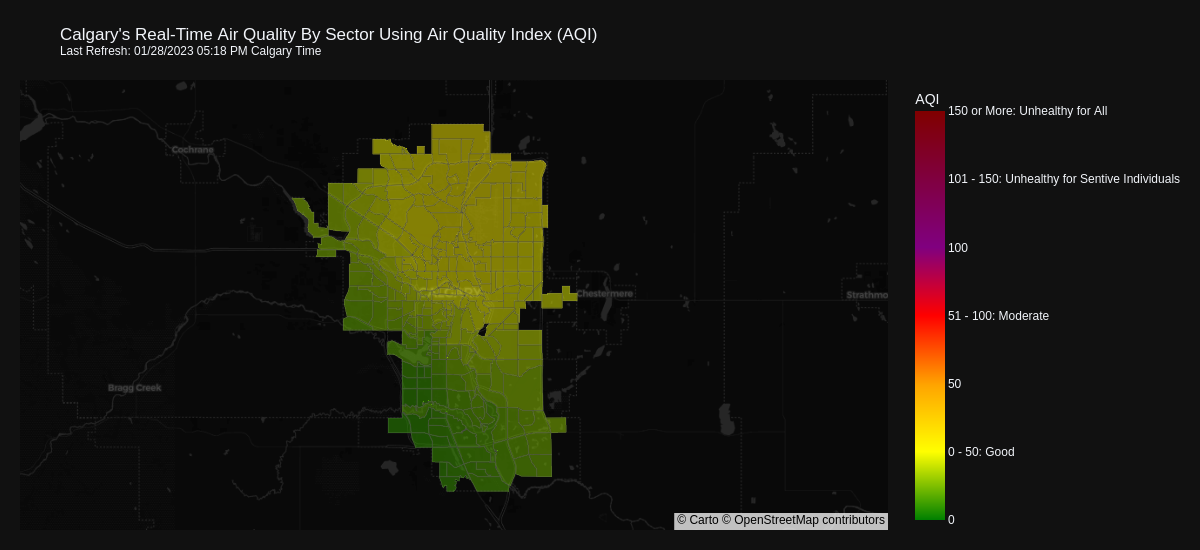 Calgary's Real-Time Air Quality By Sector Using Air Quality Index (AQI)
Last Refresh: 01/28/2023 05:18 PM Calgary Time
AQI
150 or More: Unhealthy for All
Cochrane
101 - 150: Unhealthy for Sentive Individuals
100
Chestermere
Strathmo
51 - 100: Moderate
Bragg Creek
50
0 - 50: Good
0
© Carto © OpenStreetMap contributors